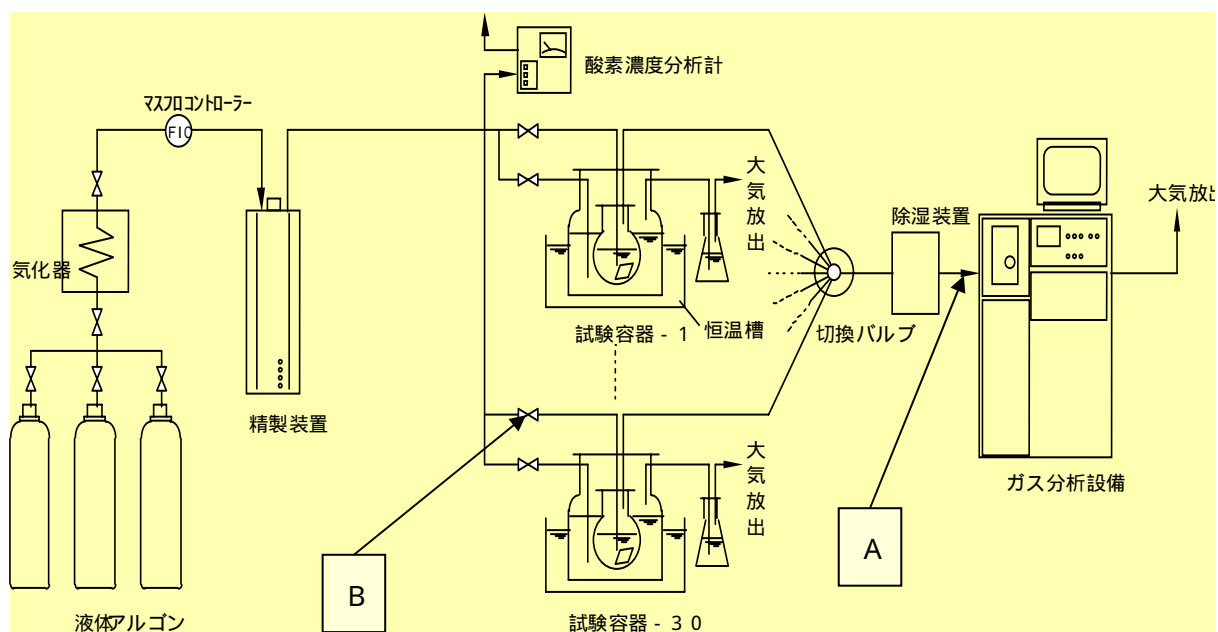 酸素濃度分析計
マスフロコントローラー
FIC
大気放出
除湿装置
大気放出
気化器
試験容器 - 1
恒温槽
切換バルブ
精製装置
大気放出
ガス分析設備
A
B
液体アルゴン
試験容器 - 30